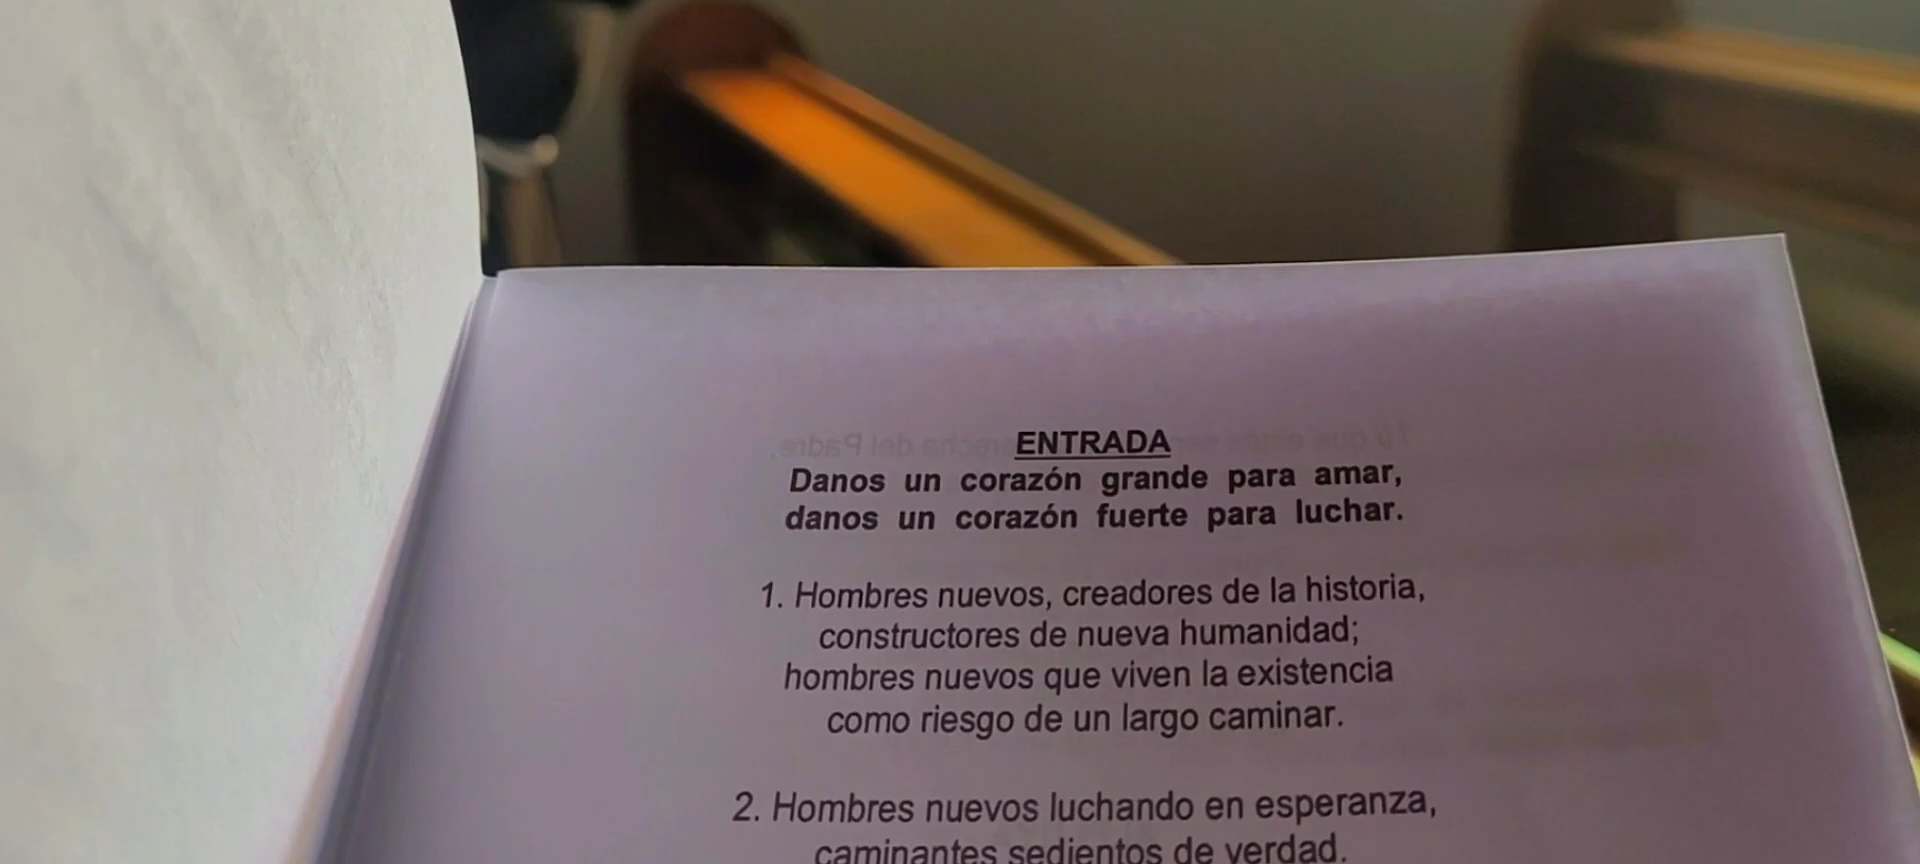 ENTRADA
Danos un corazón grande para amar,
danos un corazón fuerte para luchar.
1. Hombres nuevos, creadores de la historia,
constructores de nueva humanidad;
hombres nuevos que viven la existencia
como riesgo de un largo caminar.
2. Hombres nuevos luchando en esperanza,
caminantes sedientos de verdad.